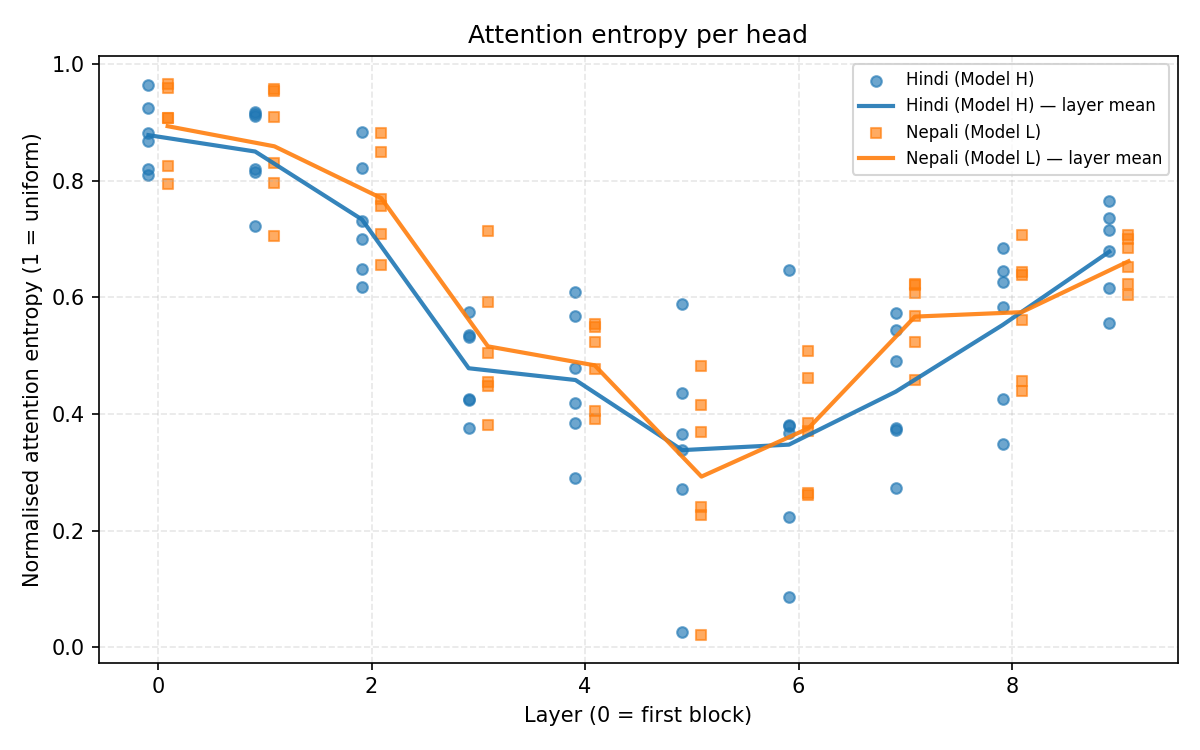 Attention entropy per head
Normalised attention entropy (1 = uniform)
1.0
0.8
0.6
0.4
0.2
0.0
Hindi (Model H)
Hindi (Model H) — layer mean
Nepali (Model L)
Nepali (Model L) — layer mean
0 2 4 6 8
Layer (0 = first block)